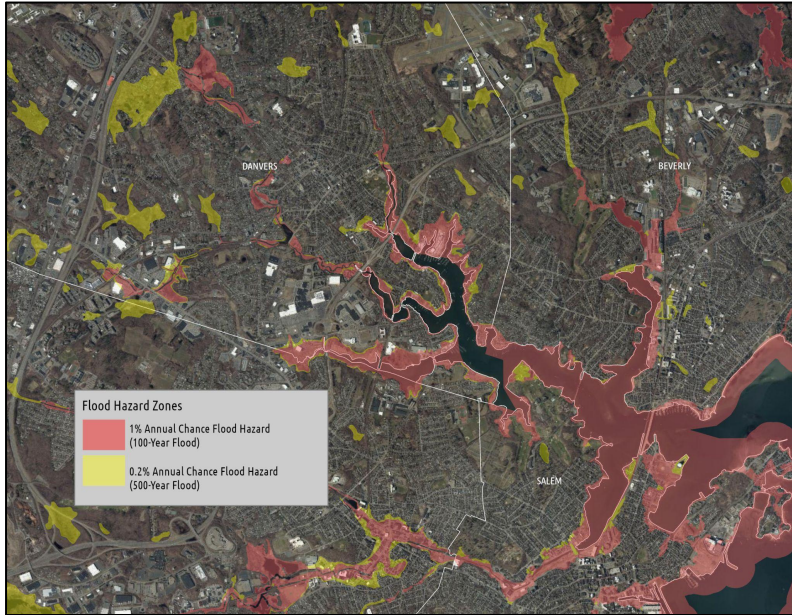 DANVERS
BEVERLY
Flood Hazard Zones
1% Annual Chance Flood Hazard
(100-Year Flood)
0.2% Annual Chance Flood Hazard
(500-Year Flood)
SALEM